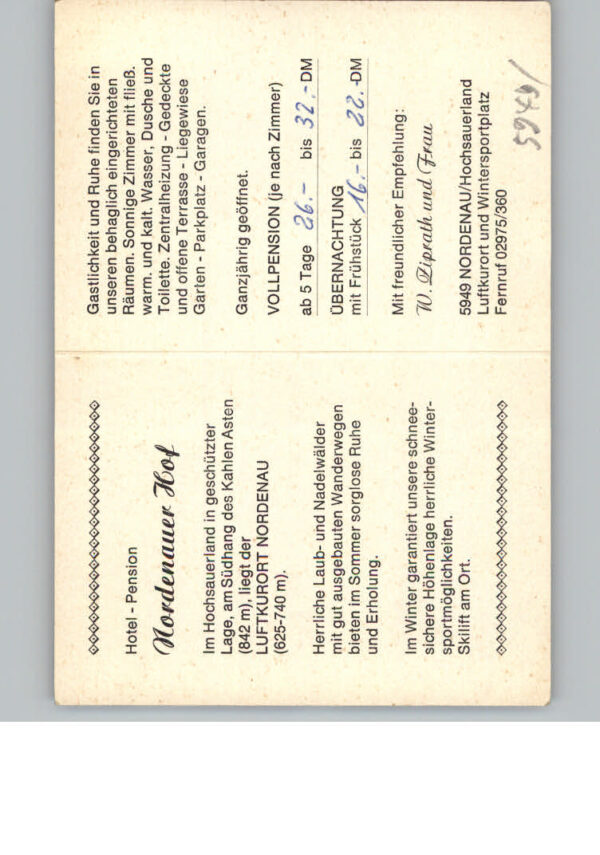 Hotel - Pension
Nordenauer Hof
Im Hochsauerland in geschützter
Lage, am Südhang des Kahlen Asten
(842 m), liegt der
LUFTKURORT NORDENAU
(625-740 m).
Herrliche Laub- und Nadelwälder
mit gut ausgebauten Wanderwegen
bieten im Sommer sorglose Ruhe
und Erholung.
Im Winter garantiert unsere schnee-
sichere Höhenlage herrliche Winter-
sportmöglichkeiten.
Skilift am Ort.
Gastlichkeit und Ruhe finden Sie in
unseren behaglich eingerichteten
Räumen. Sonnige Zimmer mit fließ.
warm. und kalt. Wasser, Dusche und
Toilette. Zentralheizung - Gedeckte
und offene Terrasse - Liegewiese
Garten - Parkplatz - Garagen.
Ganzjährig geöffnet.
VOLLPENSION (je nach Zimmer)
ab 5 Tage 26.- bis 32.-DM
ÜBERNACHTUNG
mit Frühstück 16.- bis 22.-DM
Mit freundlicher Empfehlung:
W. Ziprath und Frau
5949 NORDENAU/Hochsauerland
Luftkurort und Wintersportplatz
Fernruf 02975/360
5949/